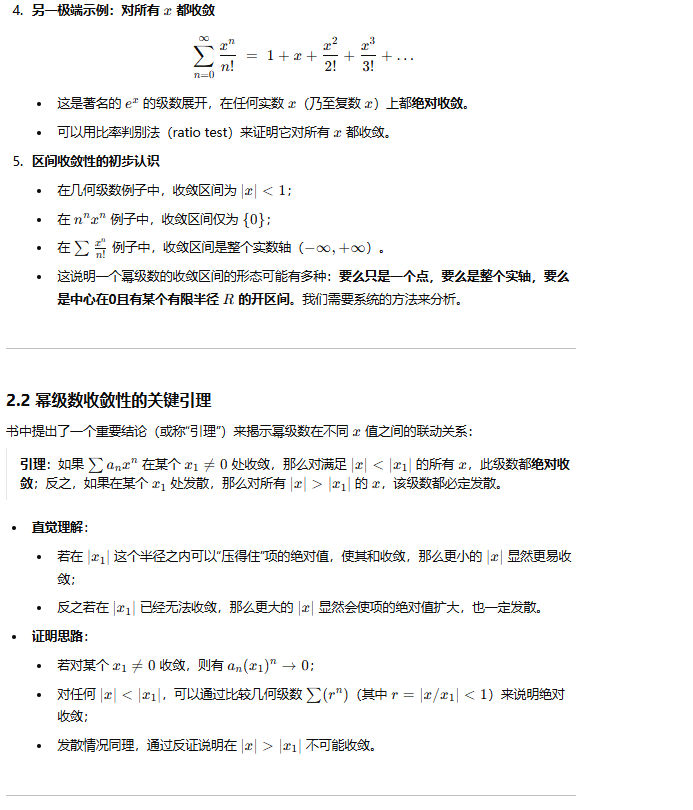 4. 另一极端示例：对所有 x 都收敛
∑_{n=0}^{∞} x^n/n! = 1 + x + x^2/2! + x^3/3! + …
• 这是著名的 e^x 的级数展开，在任何实数 x（乃至复数 x）上都绝对收敛。
• 可以用比率判别法（ratio test）来证明它对所有 x 都收敛。
5. 区间收敛性的初步认识
• 在几何级数例子中，收敛区间为 |x| < 1；
• 在 n^n x^n 例子中，收敛区间仅为 {0}；
• 在 ∑ x^n/n! 例子中，收敛区间是整个实数轴（−∞, +∞）。
• 这说明一个幂级数的收敛区间的形态可能有多种：要么只是一个点，要么是整个实轴，要么
是中心在0且有某个有限半径 R 的开区间。我们需要系统的方法来分析。
2.2 幂级数收敛性的关键引理
书中提出了一个重要结论（或称“引理”）来揭示幂级数在不同 x 值之间的联动关系：
引理：如果 ∑ a_n x^n 在某个 x_1 ≠ 0 处收敛，那么对满足 |x| < |x_1| 的所有 x，此级数都绝对收
敛；反之，如果在某个 x_1 处发散，那么对所有 |x| > |x_1| 的 x，该级数都必定发散。
• 直觉理解：
• 若在 |x_1| 这个半径之内可以“压得住”项的绝对值，使其和收敛，那么更小的 |x| 显然更易收
敛；
• 反之若在 |x_1| 已经无法收敛，那么更大的 |x| 显然会使项的绝对值扩大，也一定发散。
• 证明思路：
• 若对某个 x_1 ≠ 0 收敛，则有 a_n(x_1)^n → 0；
• 对任何 |x| < |x_1|，可以通过比较几何级数 ∑(r^n)（其中 r = |x/x_1| < 1）来说明绝对
收敛；
• 发散情况同理，通过反证说明在 |x| > |x_1| 不可能收敛。